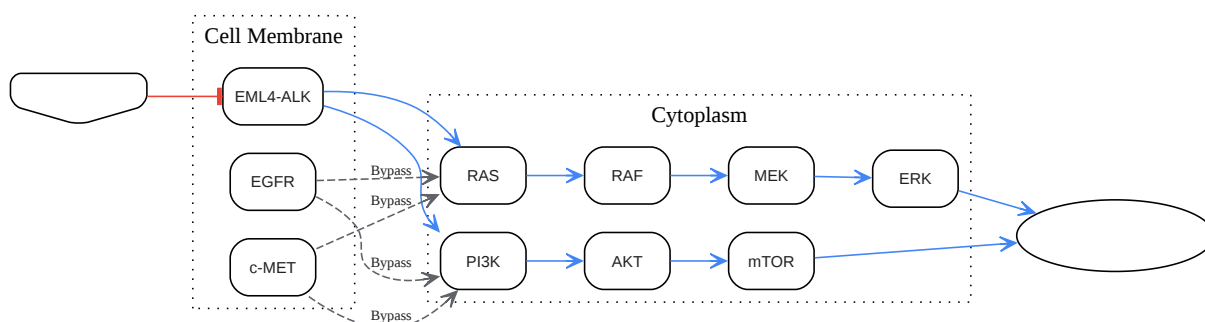 Cell Membrane
EML4-ALK
Cytoplasm
EGFR
Bypass
Bypass
RAS
RAF
MEK
ERK
c-MET
Bypass
PI3K
AKT
mTOR
Bypass